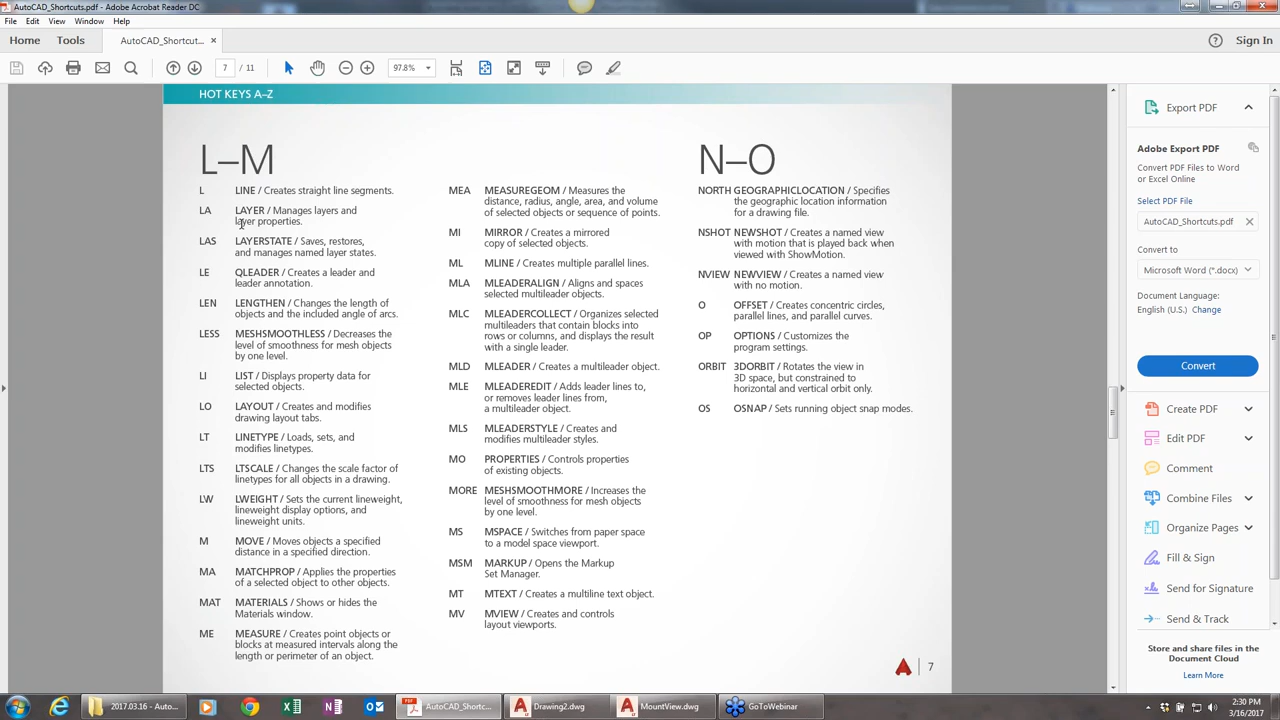 AutoCAD_Shortcuts.pdf - Adobe Acrobat Reader DC
File Edit View Window Help
Home Tools AutoCAD_Shortcut... Sign In
7 / 11 97.8%
HOT KEYS A–Z
L–M
L LINE / Creates straight line segments.
LA LAYER / Manages layers and
layer properties.
LAS LAYERSTATE / Saves, restores,
and manages named layer states.
LE QLEADER / Creates a leader and
leader annotation.
LEN LENGTHEN / Changes the length of
objects and the included angle of arcs.
LESS MESHSMOOTHLESS / Decreases the
level of smoothness for mesh objects
by one level.
LI LIST / Displays property data for
selected objects.
LO LAYOUT / Creates and modifies
drawing layout tabs.
LT LINETYPE / Loads, sets, and
modifies linetypes.
LTS LTSCALE / Changes the scale factor of
linetypes for all objects in a drawing.
LW LWEIGHT / Sets the current lineweight,
lineweight display options, and
lineweight units.
M MOVE / Moves objects a specified
distance in a specified direction.
MA MATCHPROP / Applies the properties
of a selected object to other objects.
MAT MATERIALS / Shows or hides the
Materials window.
ME MEASURE / Creates point objects or
blocks at measured intervals along the
length or perimeter of an object.
MEA MEASUREGEOM / Measures the
distance, radius, angle, area, and volume
of selected objects or sequence of points.
MI MIRROR / Creates a mirrored
copy of selected objects.
ML MLINE / Creates multiple parallel lines.
MLA MLEADERALIGN / Aligns and spaces
selected multileader objects.
MLC MLEADERCOLLECT / Organizes selected
multileaders that contain blocks into
rows or columns, and displays the result
with a single leader.
MLD MLEADER / Creates a multileader object.
MLE MLEADEREDIT / Adds leader lines to,
or removes leader lines from,
a multileader object.
MLS MLEADERSTYLE / Creates and
modifies multileader styles.
MO PROPERTIES / Controls properties
of existing objects.
MORE MESHSMOOTHMORE / Increases the
level of smoothness for mesh objects
by one level.
MS MSPACE / Switches from paper space
to a model space viewport.
MSM MARKUP / Opens the Markup
Set Manager.
MT MTEXT / Creates a multiline text object.
MV MVIEW / Creates and controls
layout viewports.
N–O
NORTH GEOGRAPHICLOCATION / Specifies
the geographic location information
for a drawing file.
NSHOT NEWSHOT / Creates a named view
with motion that is played back when
viewed with ShowMotion.
NVIEW NEWVIEW / Creates a named view
with no motion.
O OFFSET / Creates concentric circles,
parallel lines, and parallel curves.
OP OPTIONS / Customizes the
program settings.
ORBIT 3DORBIT / Rotates the view in
3D space, but constrained to
horizontal and vertical orbit only.
OS OSNAP / Sets running object snap modes.
7
Export PDF
Adobe Export PDF
Convert PDF Files to Word
or Excel Online
Select PDF File
AutoCAD_Shortcuts.pdf
Convert to
Microsoft Word (*.docx)
Document Language:
English (U.S.) Change
Convert
Create PDF
Edit PDF
Comment
Combine Files
Organize Pages
Fill & Sign
Send for Signature
Send & Track
Store and share files in the
Document Cloud
Learn More
2017.03.16 - Auto... AutoCAD_Shortc... Drawing2.dwg MountView.dwg GoToWebinar
2:30 PM
3/16/2017